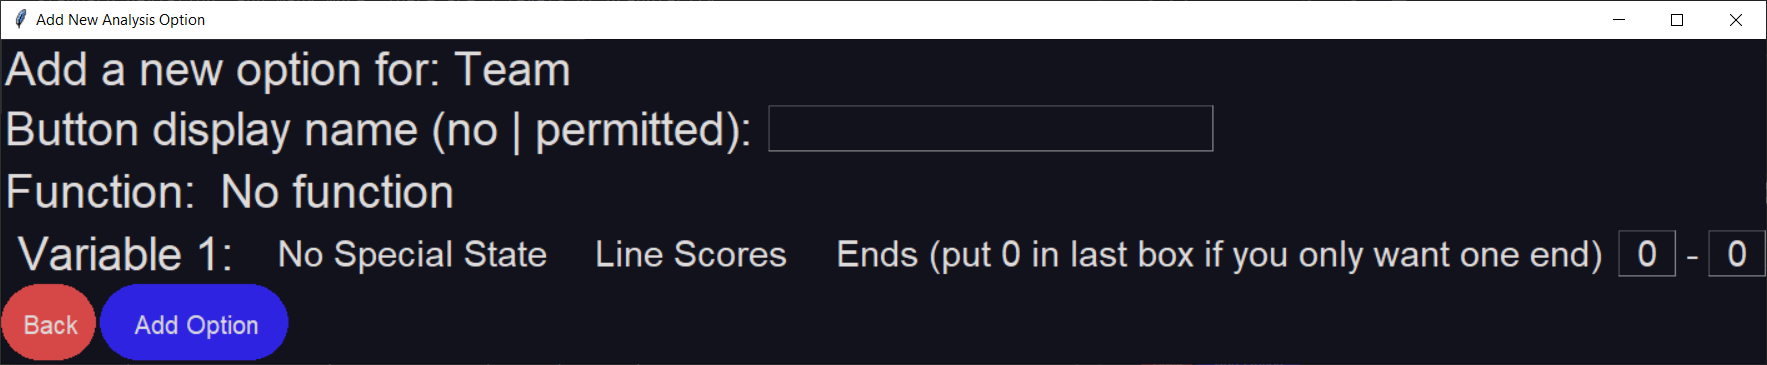 Add New Analysis Option
Add a new option for: Team
Button display name (no | permitted):
Function: No function
Variable 1: No Special State Line Scores Ends (put 0 in last box if you only want one end) 0 - 0
Back Add Option